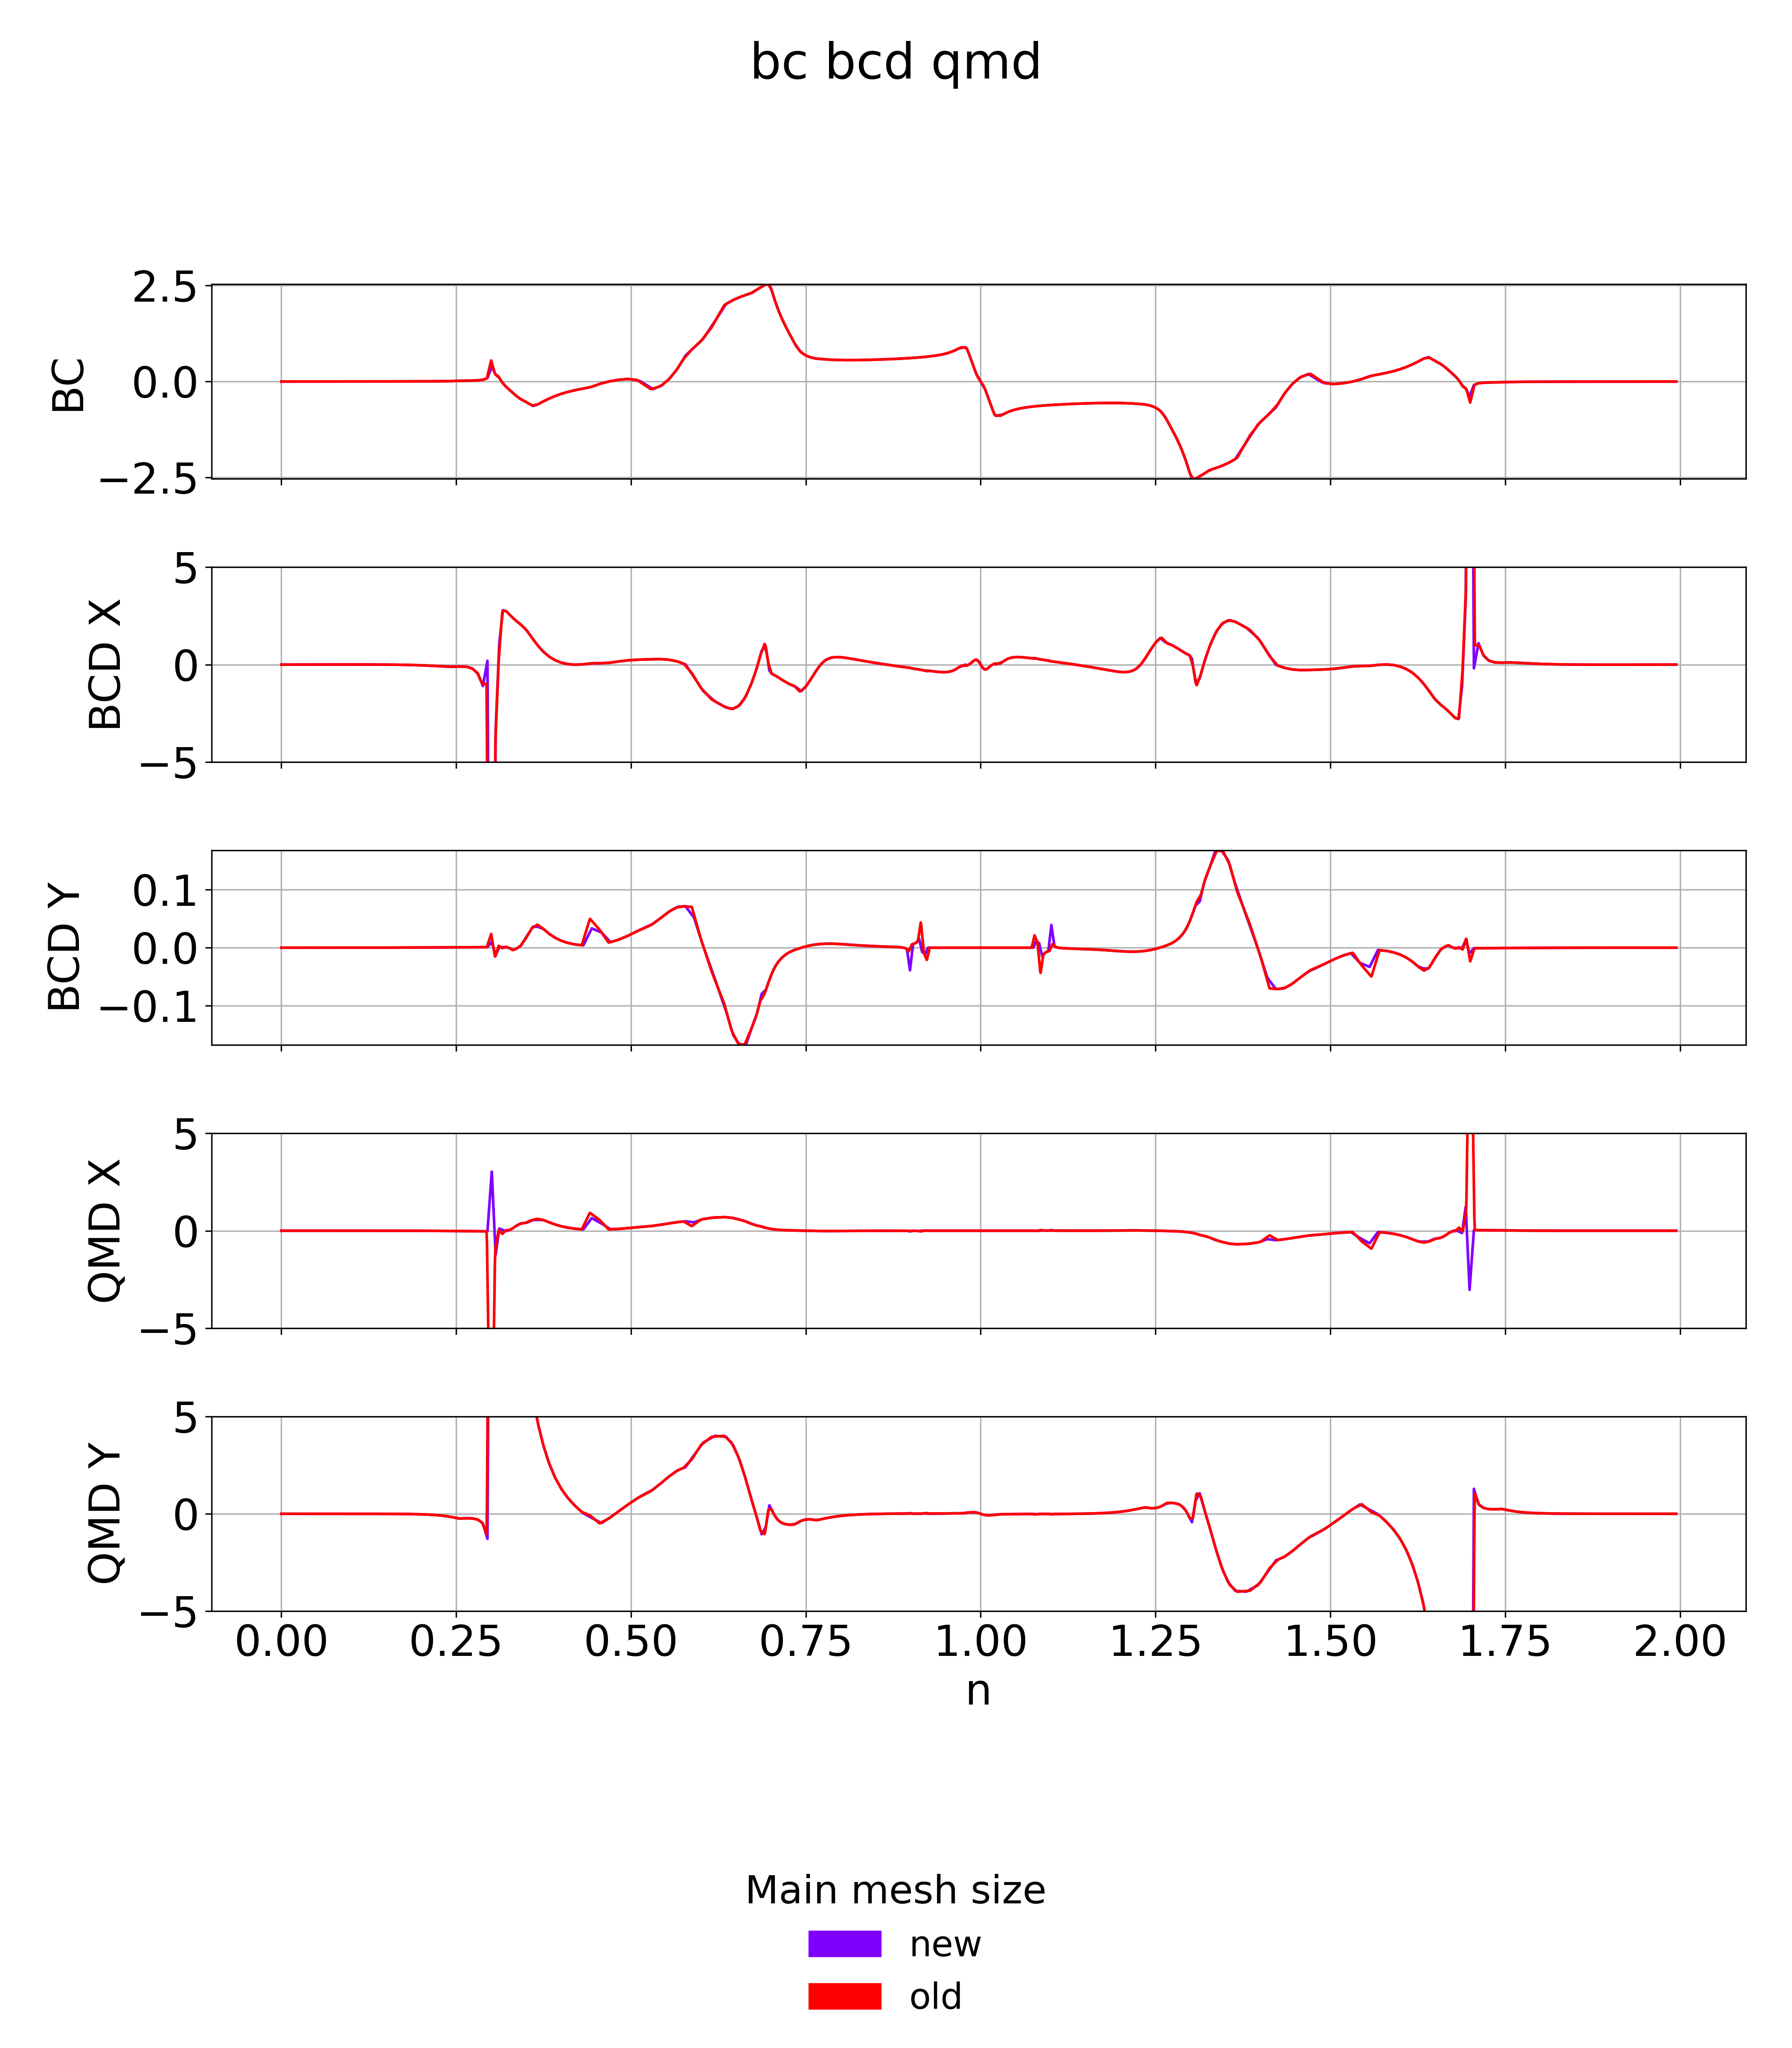 bc bcd qmd
2.5
0.0
−2.5
BC
5
0
−5
BCD X
0.1
0.0
−0.1
BCD Y
5
0
−5
QMD X
5
0
−5
QMD Y
0.00 0.25 0.50 0.75 1.00 1.25 1.50 1.75 2.00
n
Main mesh size
new
old